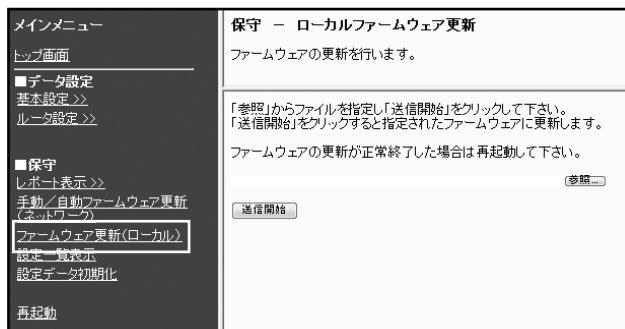 メインメニュー
トップ画面
■データ設定
基本設定 >>
ルータ設定 >>
■保守
レポート表示 >>
手動／自動ファームウェア更新
(ネットワーク)
ファームウェア更新(ローカル)
設定一覧表示
設定データ初期化
再起動
保守 － ローカルファームウェア更新
ファームウェアの更新を行います。
「参照」からファイルを指定し「送信開始」をクリックして下さい。
「送信開始」をクリックすると指定されたファームウェアに更新します。
ファームウェアの更新が正常終了した場合は再起動して下さい。
参照...
送信開始